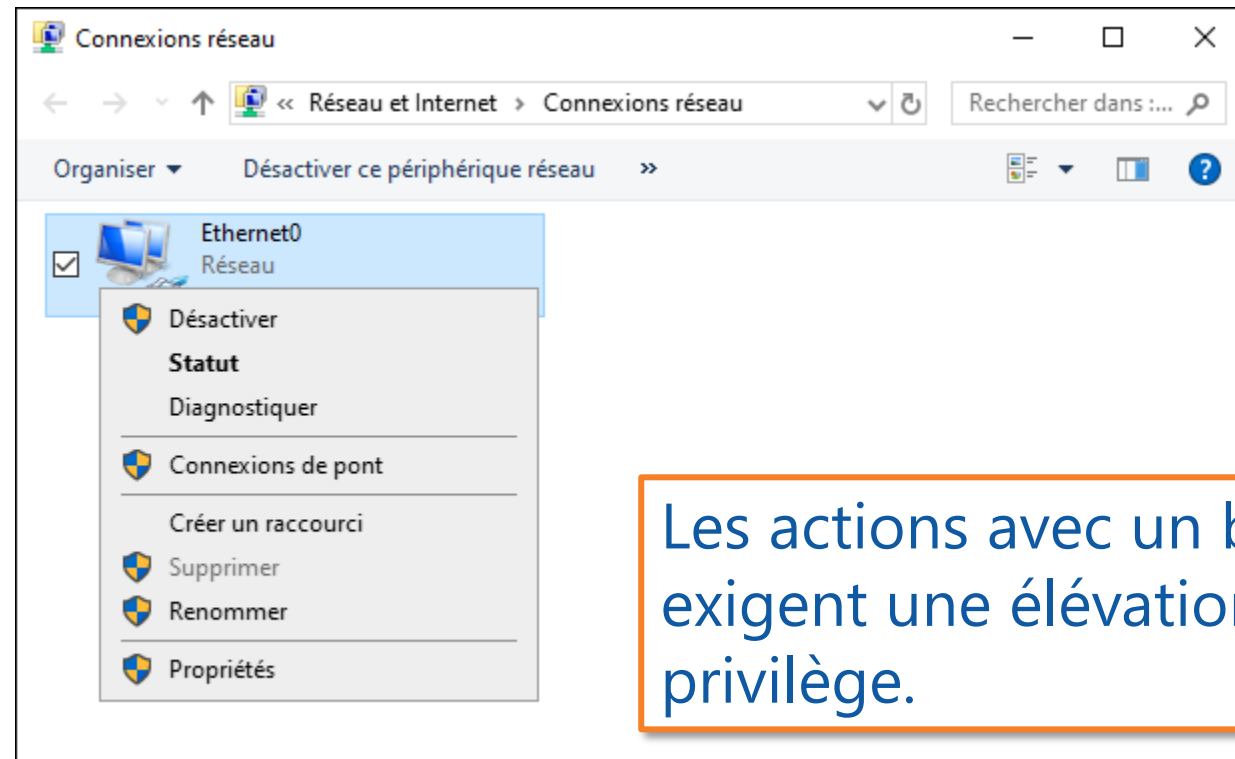 Connexions réseau
« Réseau et Internet > Connexions réseau
Rechercher dans :...
Organiser
Désactiver ce périphérique réseau
»
Ethernet0
Réseau
Désactiver
Statut
Diagnostiquer
Connexions de pont
Créer un raccourci
Supprimer
Renommer
Propriétés
Les actions avec un
exigent une
privilège.